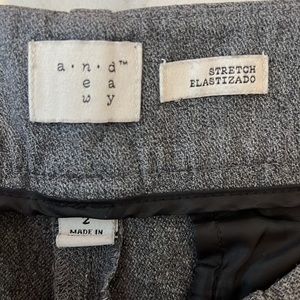 a·n·d™
e a
w y
STRETCH
ELASTIZADO
2
MADE IN